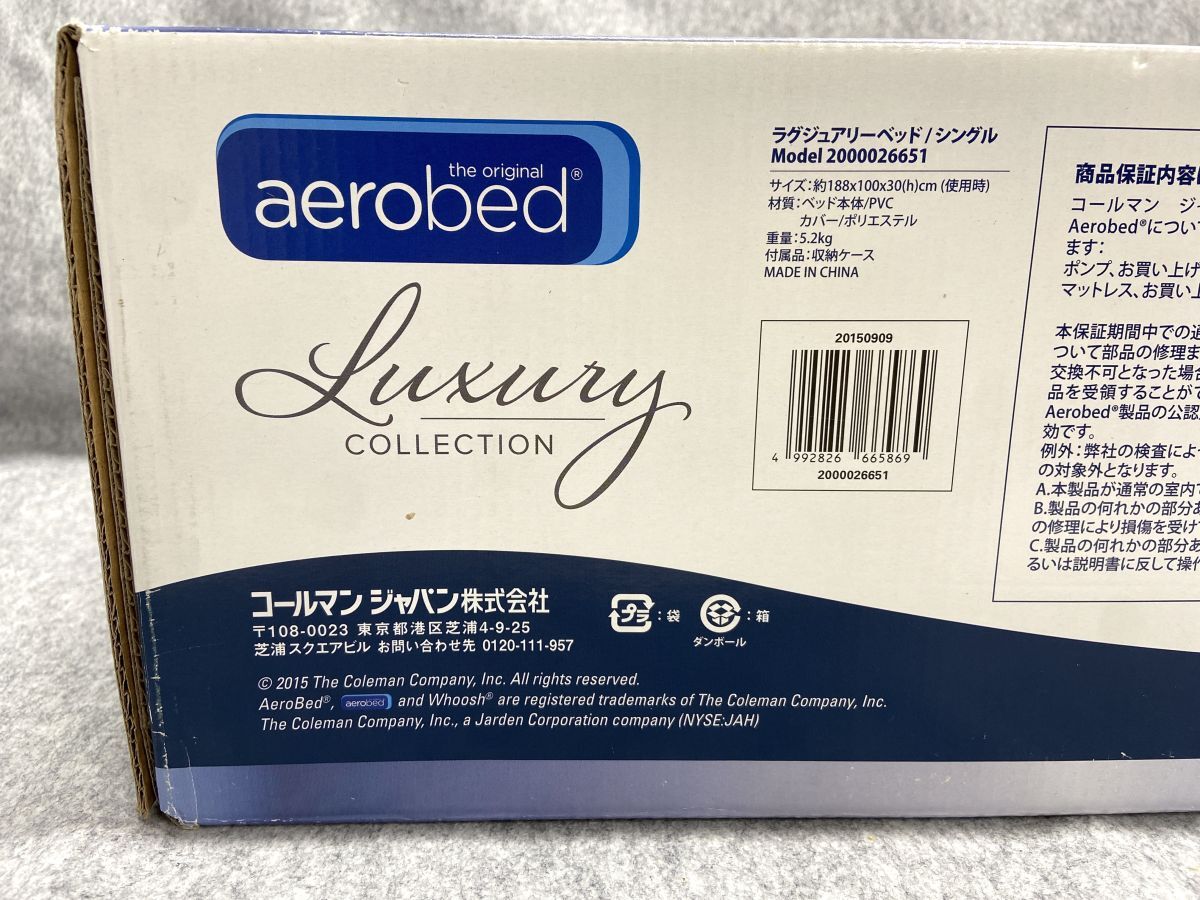 the original
aerobed®
Luxury
COLLECTION
ラグジュアリーベッド / シングル
Model 2000026651
サイズ：約188x100x30(h)cm (使用時)
材質：ベッド本体/PVC
カバー/ポリエステル
重量：5.2kg
付属品：収納ケース
MADE IN CHINA
20150909
4 992826 665869
2000026651
商品保証内容
コールマン ジ
Aerobed®につい
ます：
ポンプ、お買い上げ
マットレス、お買い上
本保証期間中での通
ついて部品の修理ま
交換不可となった場合
品を受領することがで
Aerobed®製品の公認
効です。
例外：弊社の検査によ
の対象外となります。
A.本製品が通常の室内で
B.製品の何れかの部分あ
の修理により損傷を受け
C.製品の何れかの部分あ
るいは説明書に反して操作
コールマン ジャパン株式会社
〒108-0023 東京都港区芝浦4-9-25
芝浦スクエアビル お問い合わせ先 0120-111-957
プラ：袋
：箱
ダンボール
© 2015 The Coleman Company, Inc. All rights reserved.
AeroBed®, aerobed and Whoosh® are registered trademarks of The Coleman Company, Inc.
The Coleman Company, Inc., a Jarden Corporation company (NYSE:JAH)